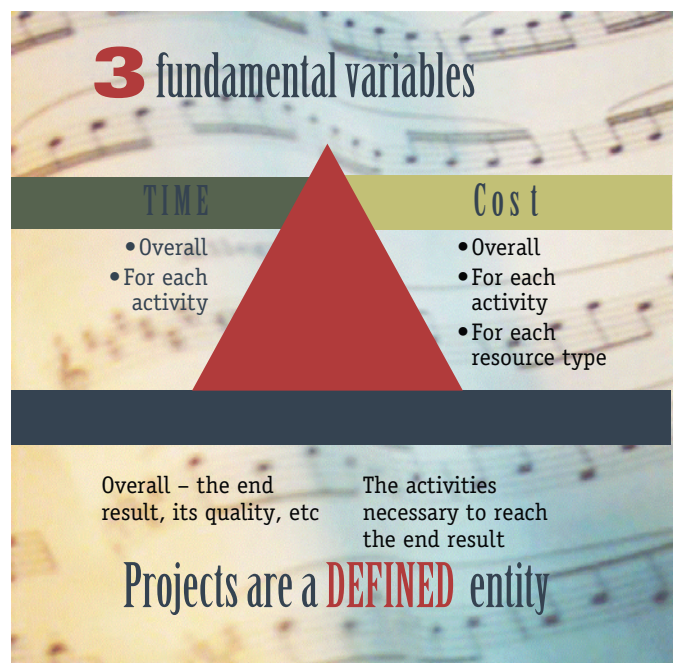 3 fundamental variables
TIME
•Overall
•For each
activity
Cost
•Overall
•For each
activity
•For each
resource type
Overall – the end
result, its quality, etc
The activities
necessary to reach
the end result
Projects are a DEFINED entity